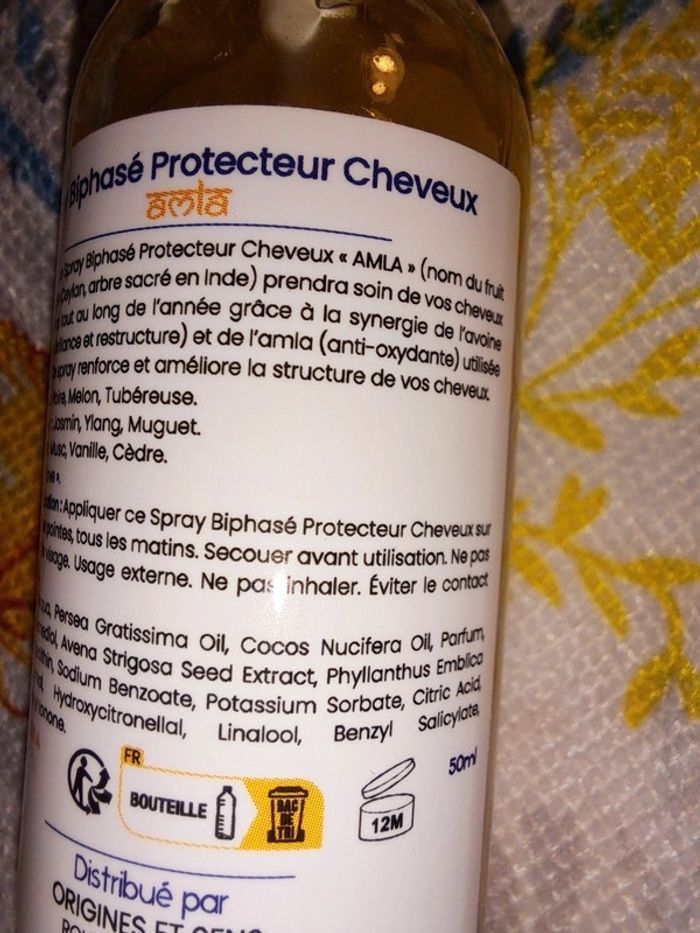 Biphasé Protecteur Cheveux
amla
Spray Biphasé Protecteur Cheveux « AMLA » (nom du fruit
Ceylan, arbre sacré en Inde) prendra soin de vos cheveux
tout au long de l'année grâce à la synergie de l'avoine
et restructure) et de l'amla (anti-oxydante) utilisée
spray renforce et améliore la structure de vos cheveux.
Melon, Tubéreuse.
Jasmin, Ylang, Muguet.
Musc, Vanille, Cèdre.
Appliquer ce Spray Biphasé Protecteur Cheveux sur
pointes, tous les matins. Secouer avant utilisation. Ne pas
visage. Usage externe. Ne pas inhaler. Éviter le contact
Persea Gratissima Oil, Cocos Nucifera Oil, Parfum,
Avena Strigosa Seed Extract, Phyllanthus Emblica
Sodium Benzoate, Potassium Sorbate, Citric Acid,
Hydroxycitronellal, Linalool, Benzyl Salicylate,
Ionone.
50ml
FR
BOUTEILLE
BAC
DE
TRI
12M
Distribué par
ORIGINES ET